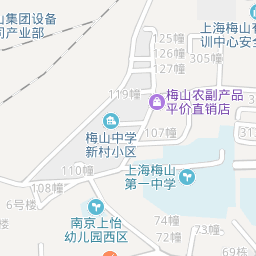 山集团设备
司产业部
上海梅山
训中心安全
125幢
126幢
127幢
305幢
119幢
梅山农副产品
平价直销店
梅山中学
新村小区
107幢
110幢
108幢
6号楼
上海梅山
第一中学
南京上怡
幼儿园西区
74幢
72幢
73幢
31幢
69栋